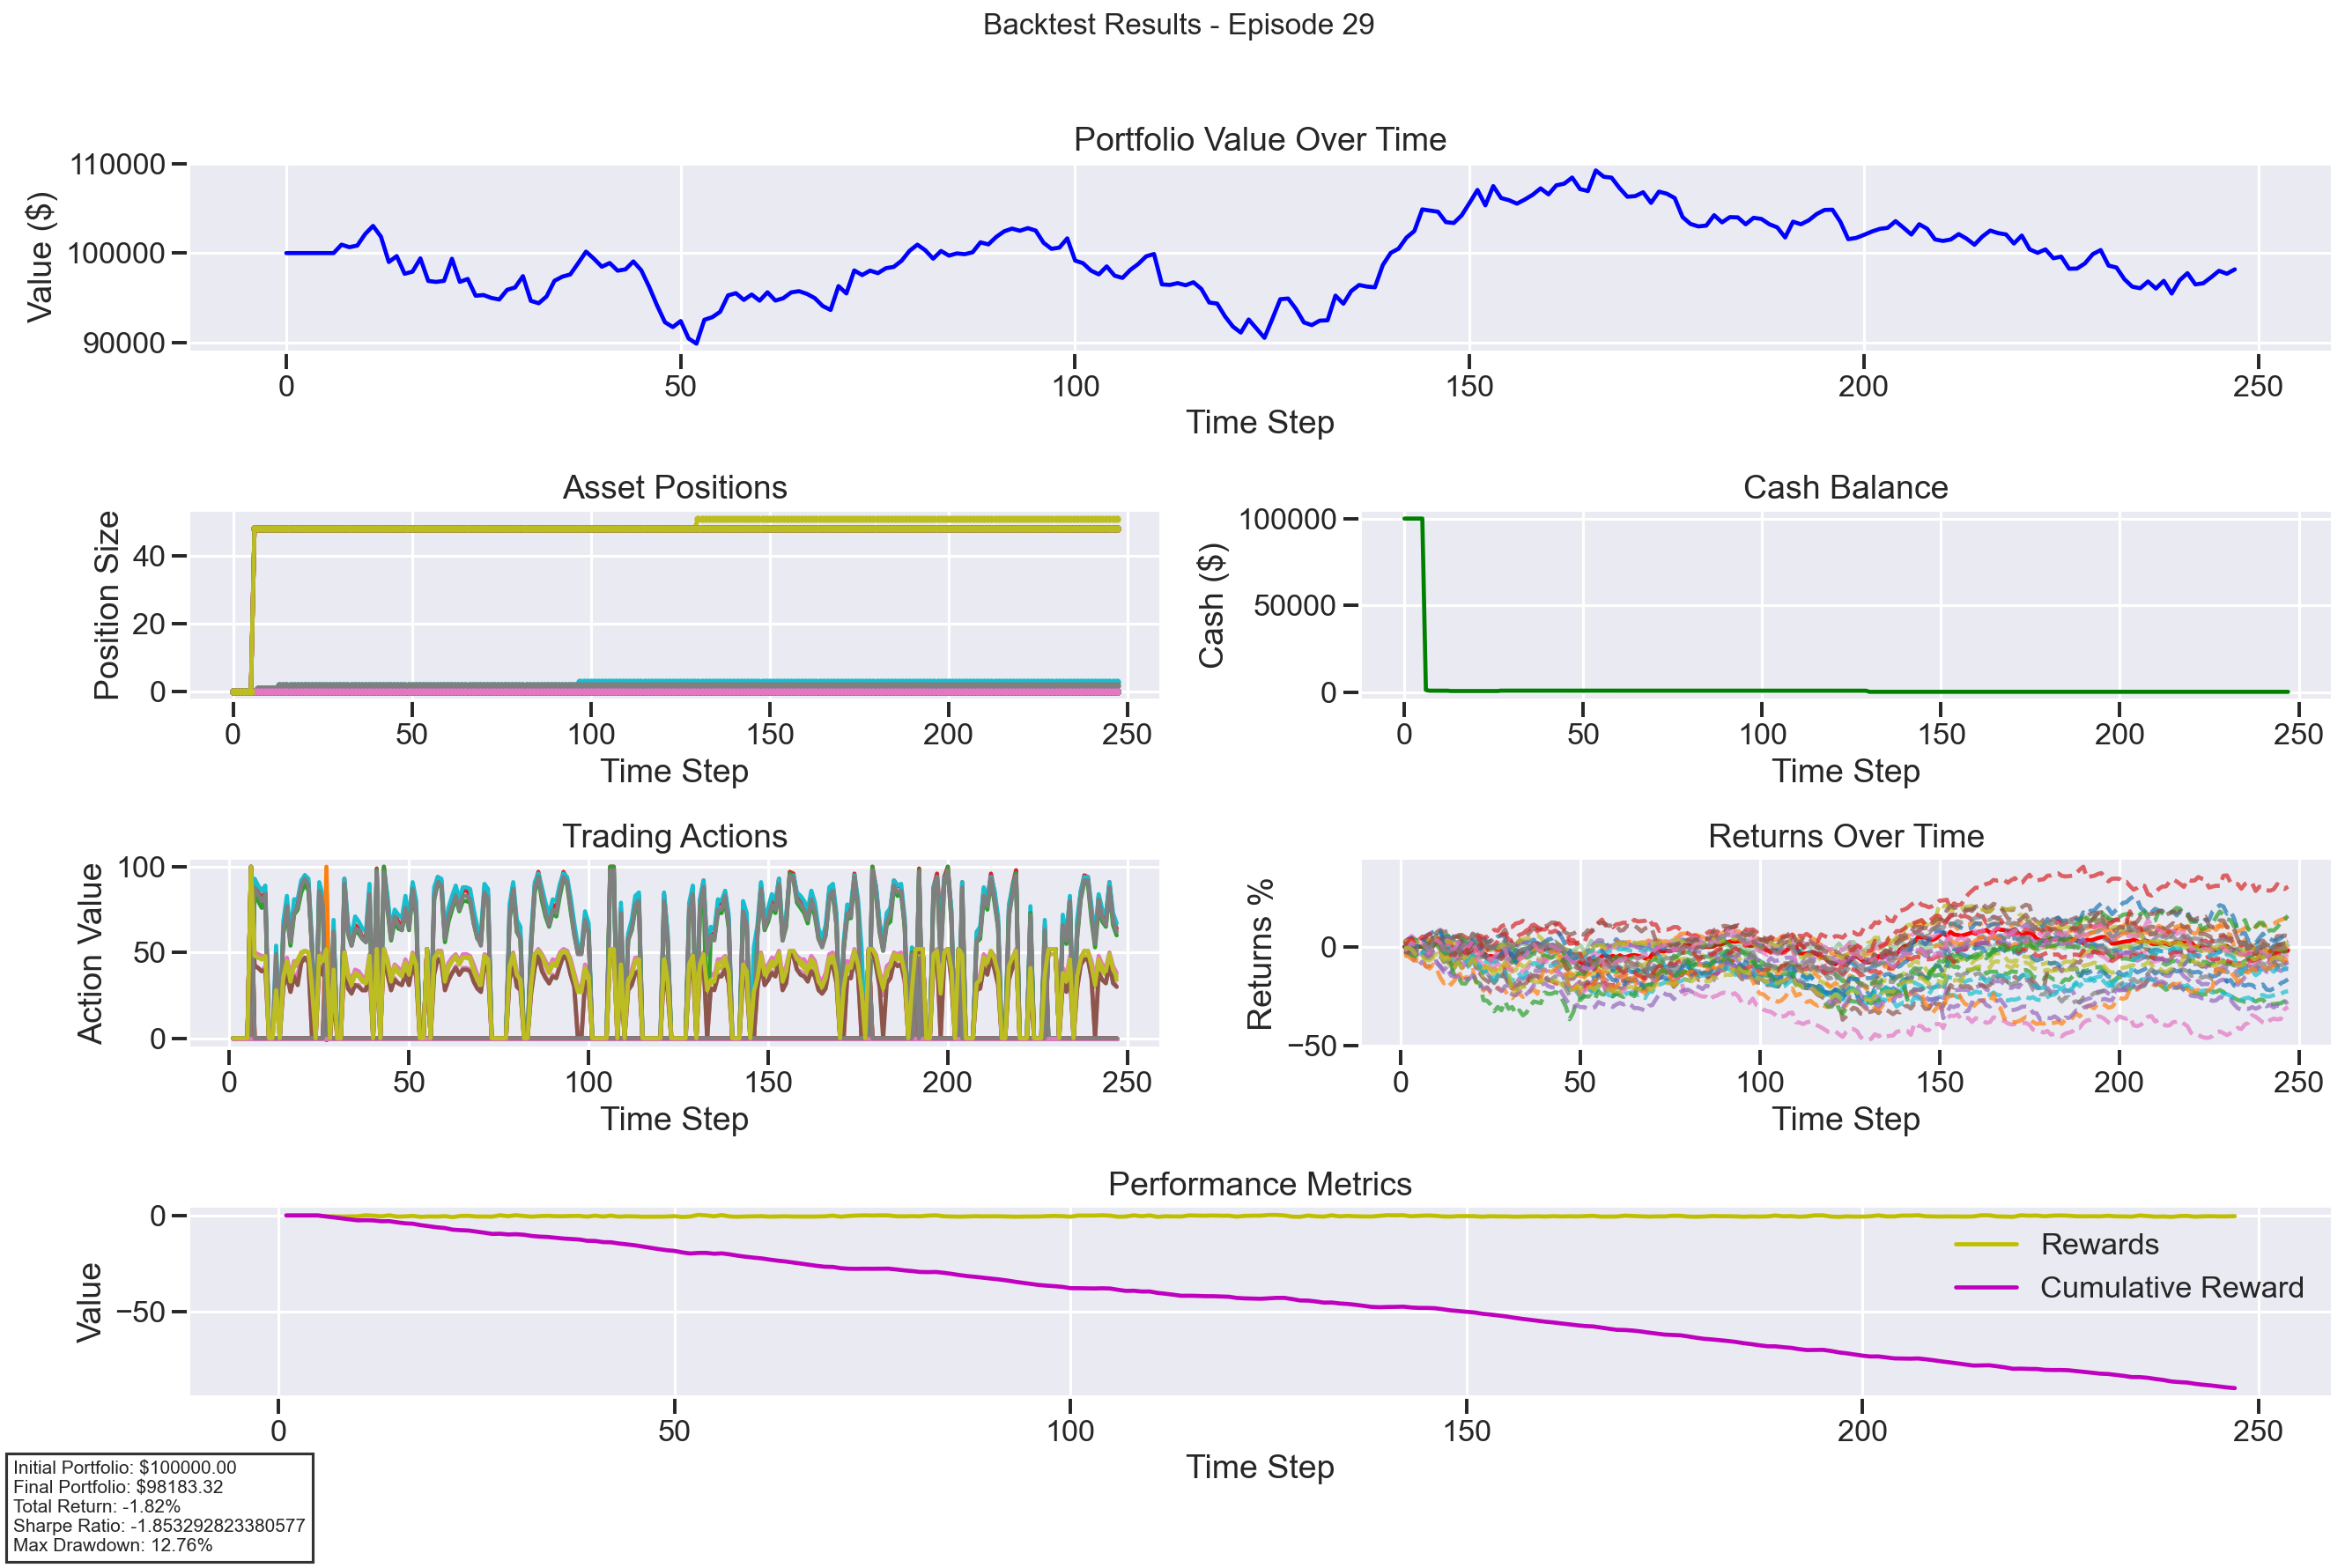 Backtest Results - Episode 29
Portfolio Value Over Time
Value ($)
110000
100000
90000
0 50 100 150 200 250
Time Step
Asset Positions
Position Size
40
20
0
0 50 100 150 200 250
Time Step
Cash Balance
Cash ($)
100000
50000
0
0 50 100 150 200 250
Time Step
Trading Actions
Action Value
100
50
0
0 50 100 150 200 250
Time Step
Returns Over Time
Returns %
0
−50
0 50 100 150 200 250
Time Step
Performance Metrics
Value
0
−50
Rewards
Cumulative Reward
0 50 100 150 200 250
Time Step
Initial Portfolio: $100000.00
Final Portfolio: $98183.32
Total Return: -1.82%
Sharpe Ratio: -1.853292823380577
Max Drawdown: 12.76%